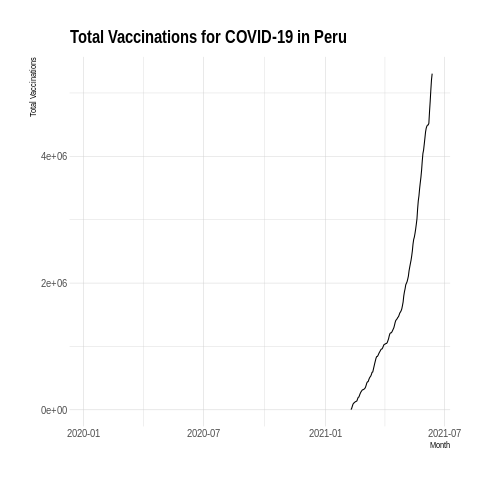 Total Vaccinations for COVID-19 in Peru
Total Vaccinations
4e+06
2e+06
0e+00
2020-01 2020-07 2021-01 2021-07
Month